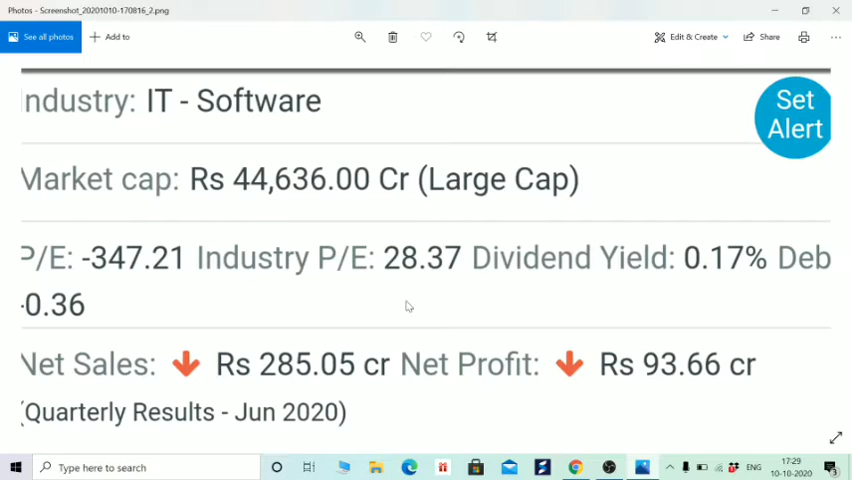 Photos - Screenshot_20201010-170816_2.png
See all photos
Add to
Edit & Create
Share
ndustry: IT - Software
Set
Alert
Market cap: Rs 44,636.00 Cr (Large Cap)
P/E: -347.21 Industry P/E: 28.37 Dividend Yield: 0.17% Deb
-0.36
Net Sales: Rs 285.05 cr Net Profit: Rs 93.66 cr
(Quarterly Results - Jun 2020)
Type here to search
ENG
17:29
10-10-2020
3